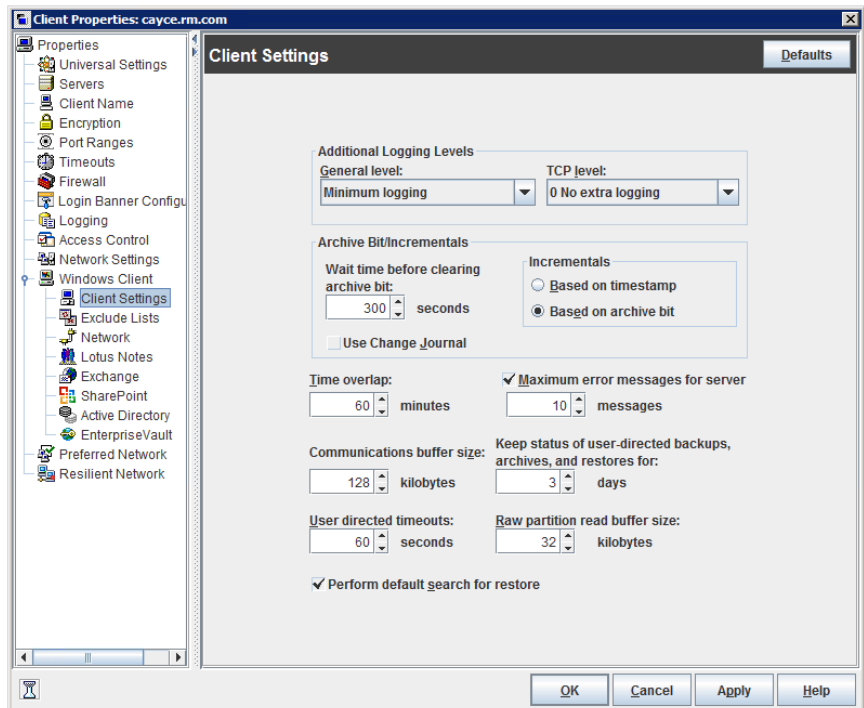 Client Properties: cayce.rm.com
Properties
Universal Settings
Servers
Client Name
Encryption
Port Ranges
Timeouts
Firewall
Login Banner Configu
Logging
Access Control
Network Settings
Windows Client
Client Settings
Exclude Lists
Network
Lotus Notes
Exchange
SharePoint
Active Directory
EnterpriseVault
Preferred Network
Resilient Network
Client Settings
Defaults
Additional Logging Levels
General level:
TCP level:
Minimum logging
0 No extra logging
Archive Bit/Incrementals
Wait time before clearing
archive bit:
300 seconds
Incrementals
Based on timestamp
Based on archive bit
Use Change Journal
Time overlap:
60 minutes
Maximum error messages for server
10 messages
Communications buffer size:
128 kilobytes
Keep status of user-directed backups,
archives, and restores for:
3 days
User directed timeouts:
60 seconds
Raw partition read buffer size:
32 kilobytes
Perform default search for restore
OK
Cancel
Apply
Help